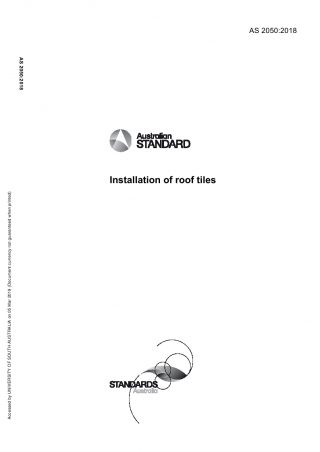 AS 2050:2018
AS 2050:2018
Australian
STANDARD
Installation of roof tiles
Accessed by UNIVERSITY OF SOUTH AUSTRALIA on 05 Mar 2019 (Document currency not guaranteed when printed)
STANDARDS
Australia